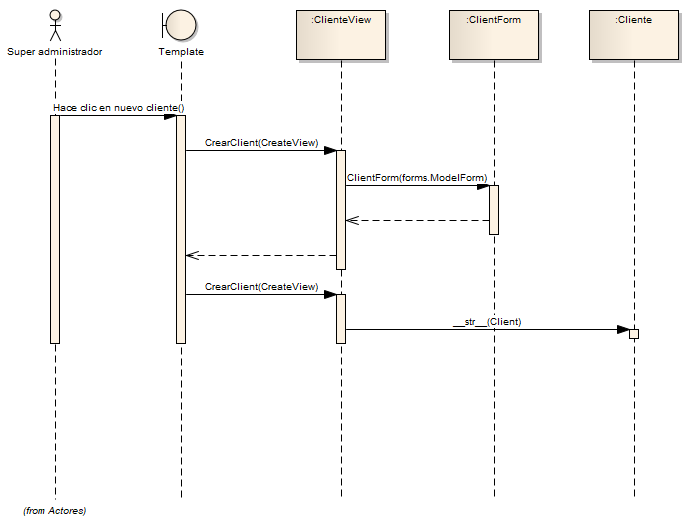 :ClienteView
:ClientForm
:Cliente
Super administrador
Template
Hace clic en nuevo cliente()
CrearClient(CreateView)
ClientForm(forms.ModelForm)
CrearClient(CreateView)
__str__(Client)
(from Actores)